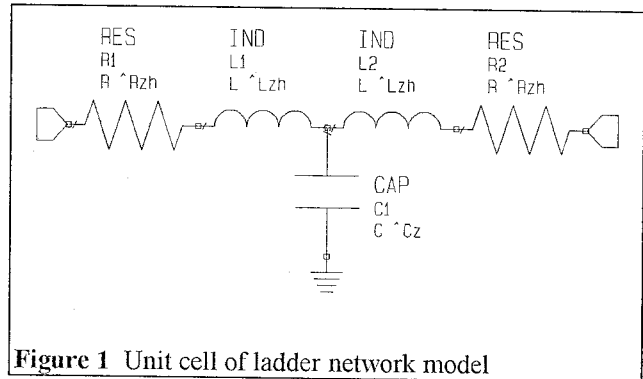 RES
R1
R ^Rzh
IND
L1
L ^Lzh
IND
L2
L ^Lzh
RES
R2
R ^Rzh
CAP
C1
C ^Cz
Figure 1 Unit cell of ladder network model